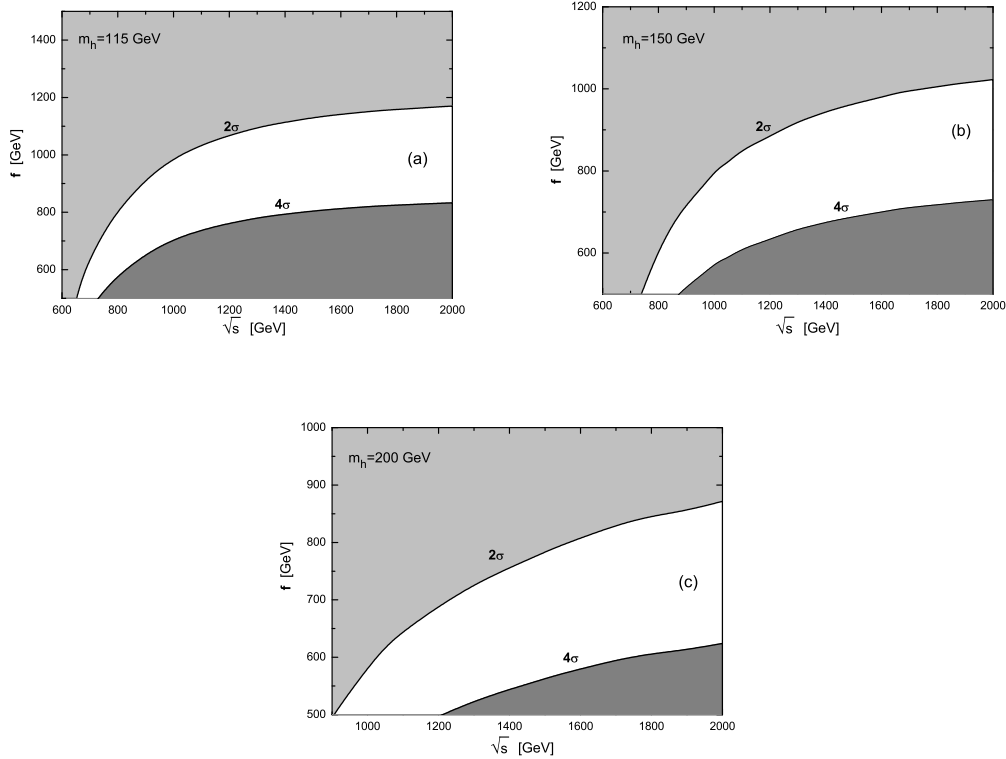 m_h=115 GeV
1400
1200
1000
800
600
f [GeV]
2σ
4σ
(a)
600 800 1000 1200 1400 1600 1800 2000
√s [GeV]
m_h=150 GeV
1200
1000
800
600
f [GeV]
2σ
4σ
(b)
600 800 1000 1200 1400 1600 1800 2000
√s [GeV]
m_h=200 GeV
1000
900
800
700
600
500
f [GeV]
2σ
4σ
(c)
1000 1200 1400 1600 1800 2000
√s [GeV]